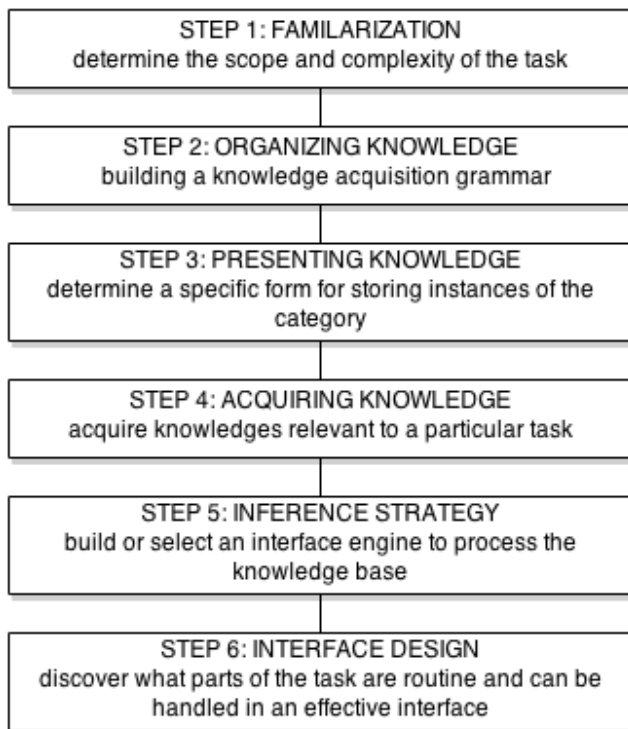 STEP 1: FAMILARIZATION
determine the scope and complexity of the task
STEP 2: ORGANIZING KNOWLEDGE
building a knowledge acquisition grammar
STEP 3: PRESENTING KNOWLEDGE
determine a specific form for storing instances of the
category
STEP 4: ACQUIRING KNOWLEDGE
acquire knowledges relevant to a particular task
STEP 5: INFERENCE STRATEGY
build or select an interface engine to process the
knowledge base
STEP 6: INTERFACE DESIGN
discover what parts of the task are routine and can be
handled in an effective interface